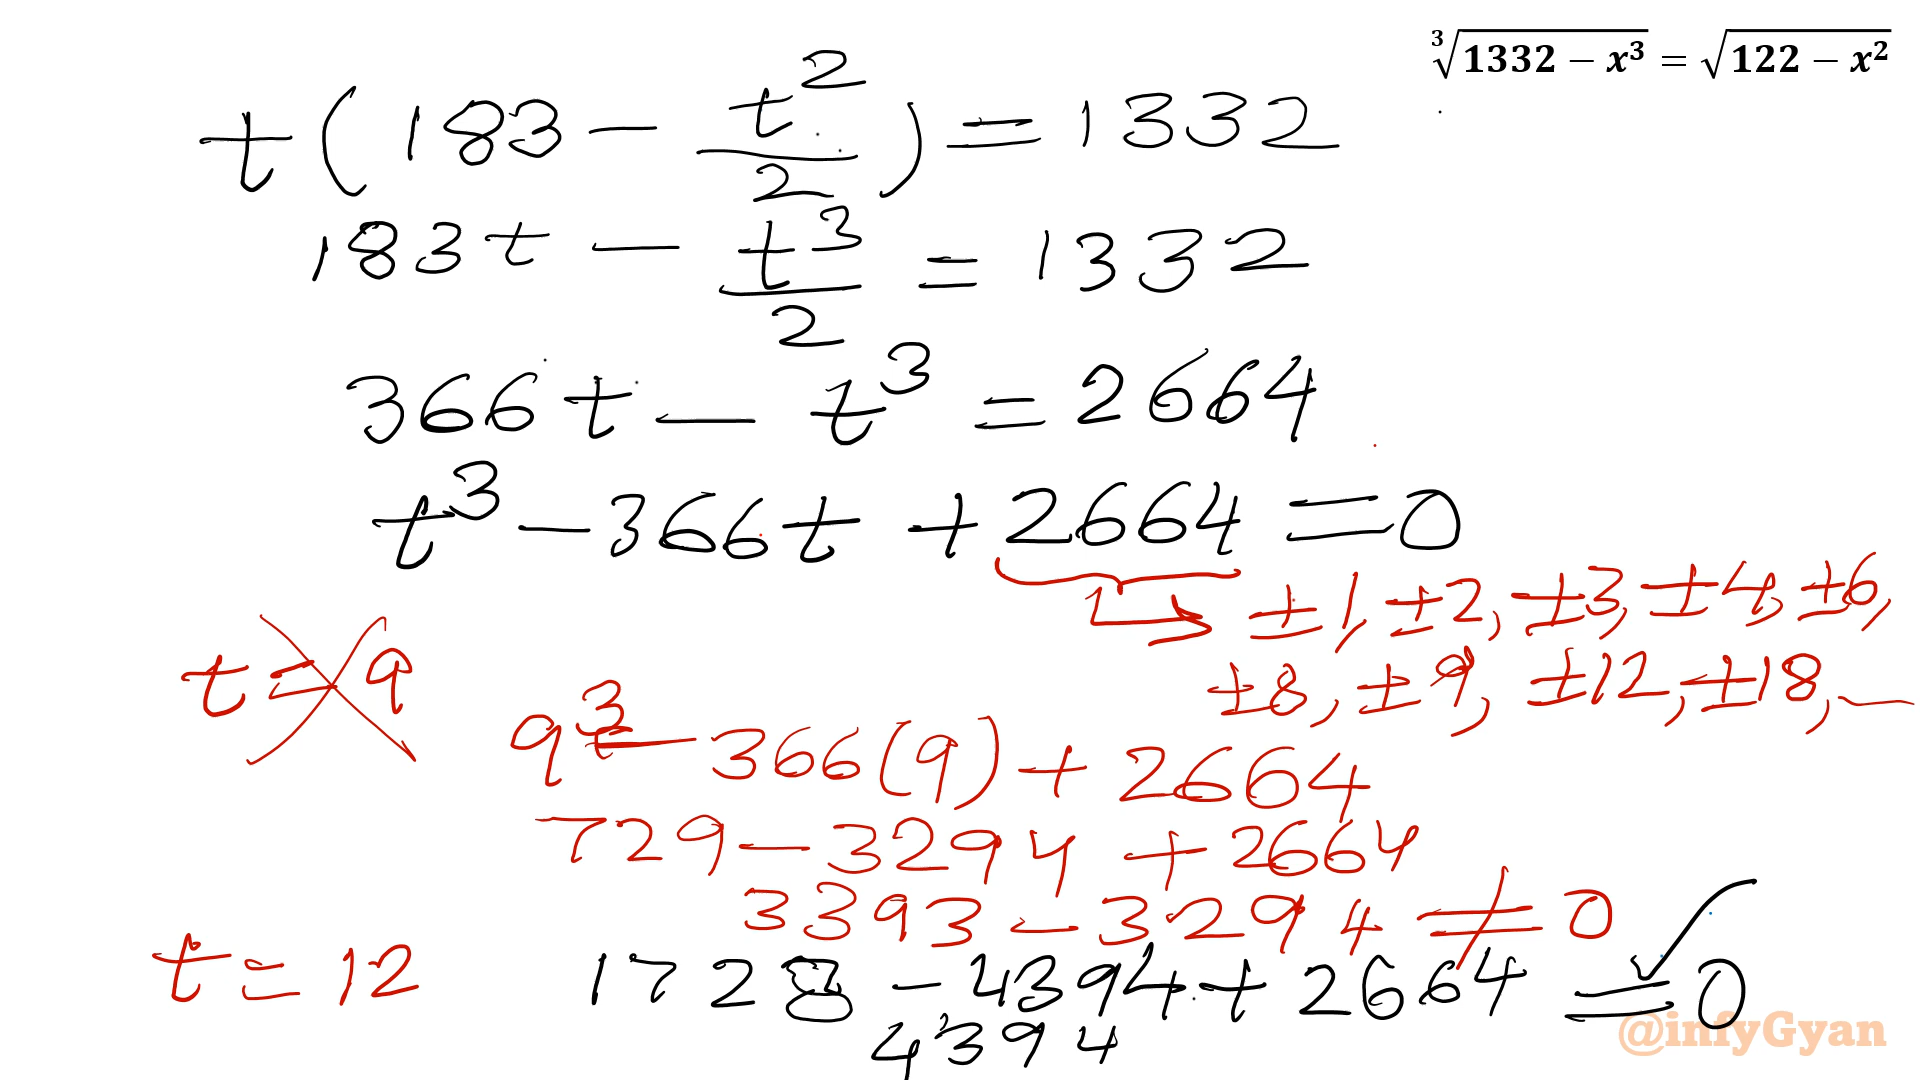 ∛(1332 − x³) = √(122 − x²)
t(183 − t²/2) = 1332
183t − t³/2 = 1332
366t − t³ = 2664
t³ − 366t + 2664 = 0
↳ ±1, ±2, ±3, ±4, ±6,
±8, ±9, ±12, ±18, —
t = 9
9³ − 366(9) + 2664
729 − 3294 + 2664
3393 − 3294 ≠ 0
t = 12 1728 − 4394 + 2664 = 0 ✓
4394
@infyGyan